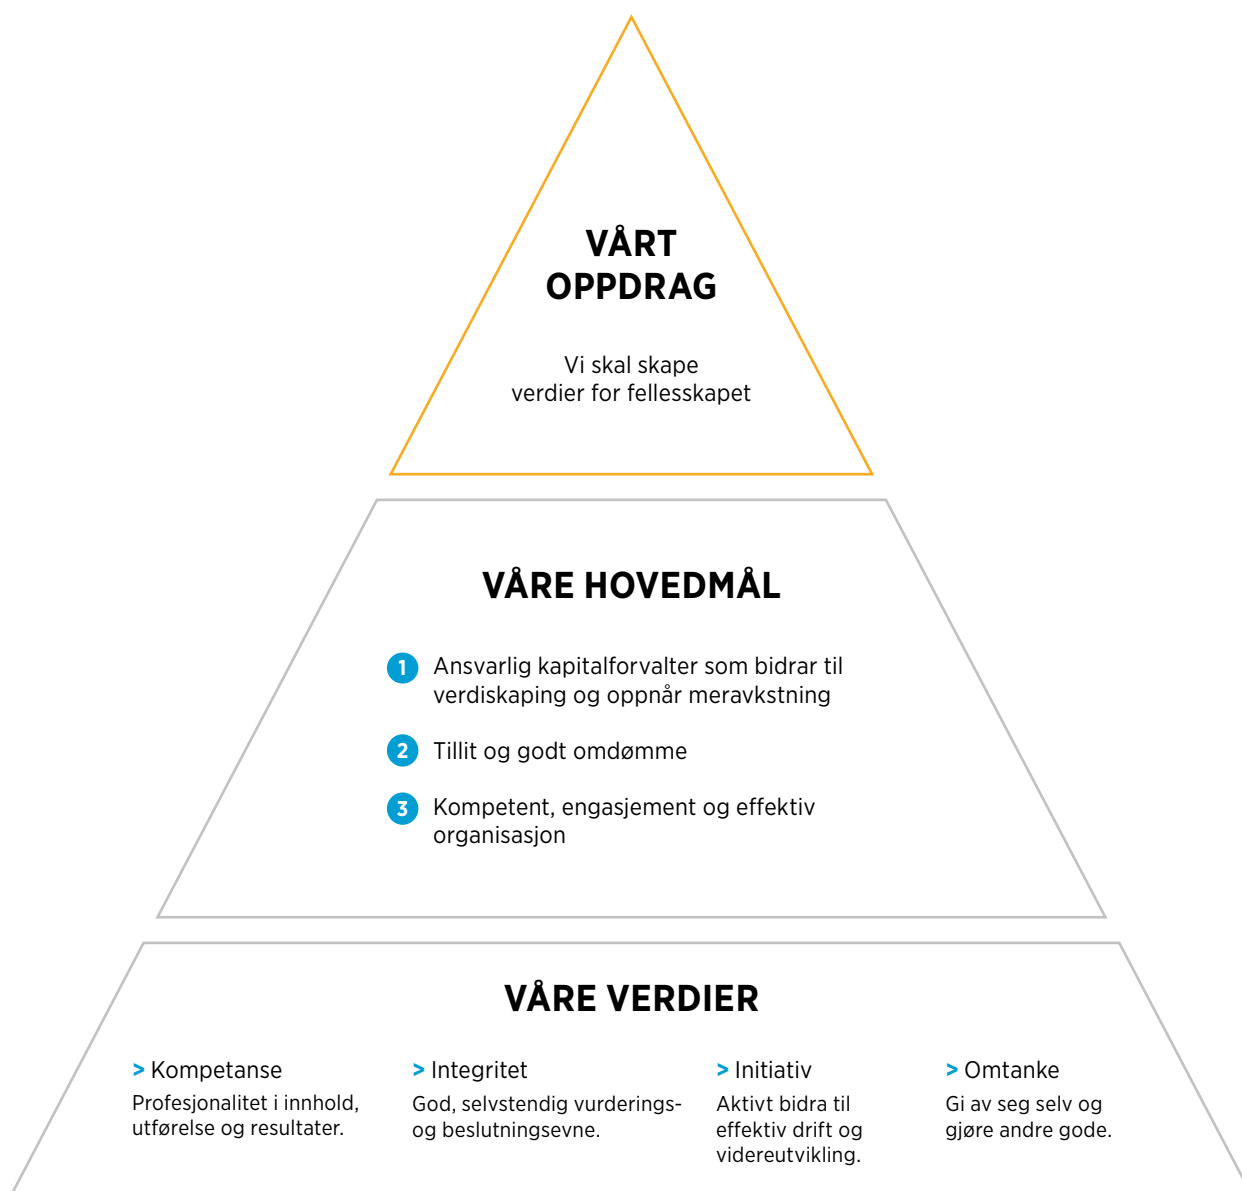 VÅRT
OPPDRAG
Vi skal skape
verdier for fellesskapet
VÅRE HOVEDMÅL
1 Ansvarlig kapitalforvalter som bidrar til
verdiskaping og oppnår meravkstning
2 Tillit og godt omdømme
3 Kompetent, engasjement og effektiv
organisasjon
VÅRE VERDIER
> Kompetanse
Profesjonalitet i innhold,
utførelse og resultater.
> Integritet
God, selvstendig vurderings-
og beslutningsevne.
> Initiativ
Aktivt bidra til
effektiv drift og
videreutvikling.
> Omtanke
Gi av seg selv og
gjøre andre gode.